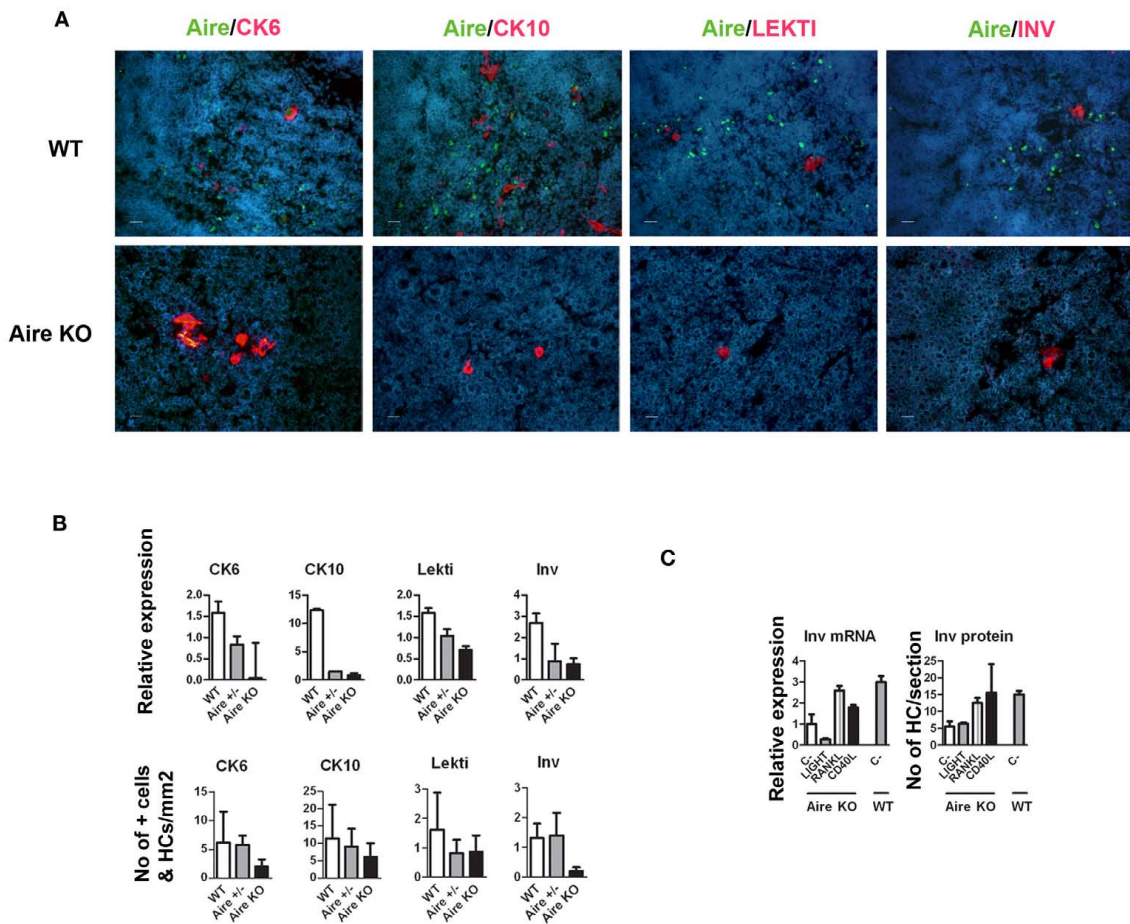 A
Aire/CK6 Aire/CK10 Aire/LEKTI Aire/INV
WT
Aire KO
B
Relative expression
CK6 CK10 Lekti Inv
2.0 15 2.0 4
1.5 10 1.5 3
1.0 5 1.0 2
0.5 0.5 1
0.0 0 0.0 0
WT Aire +/- Aire KO WT Aire +/- Aire KO WT Aire +/- Aire KO WT Aire +/- Aire KO
No of + cells
& HCs/mm2
CK6 CK10 Lekti Inv
15 25 4 3
10 20 3 2
5 15 2 1
0 10 1 0
5 0
0
WT Aire +/- Aire KO WT Aire +/- Aire KO WT Aire +/- Aire KO WT Aire +/- Aire KO
C
Relative expression
Inv mRNA
4
3
2
1
0
C- LIGHT RANKL CD40L C-
Aire KO WT
No of HC/section
Inv protein
25
20
15
10
5
0
C- LIGHT RANKL CD40L C-
Aire KO WT